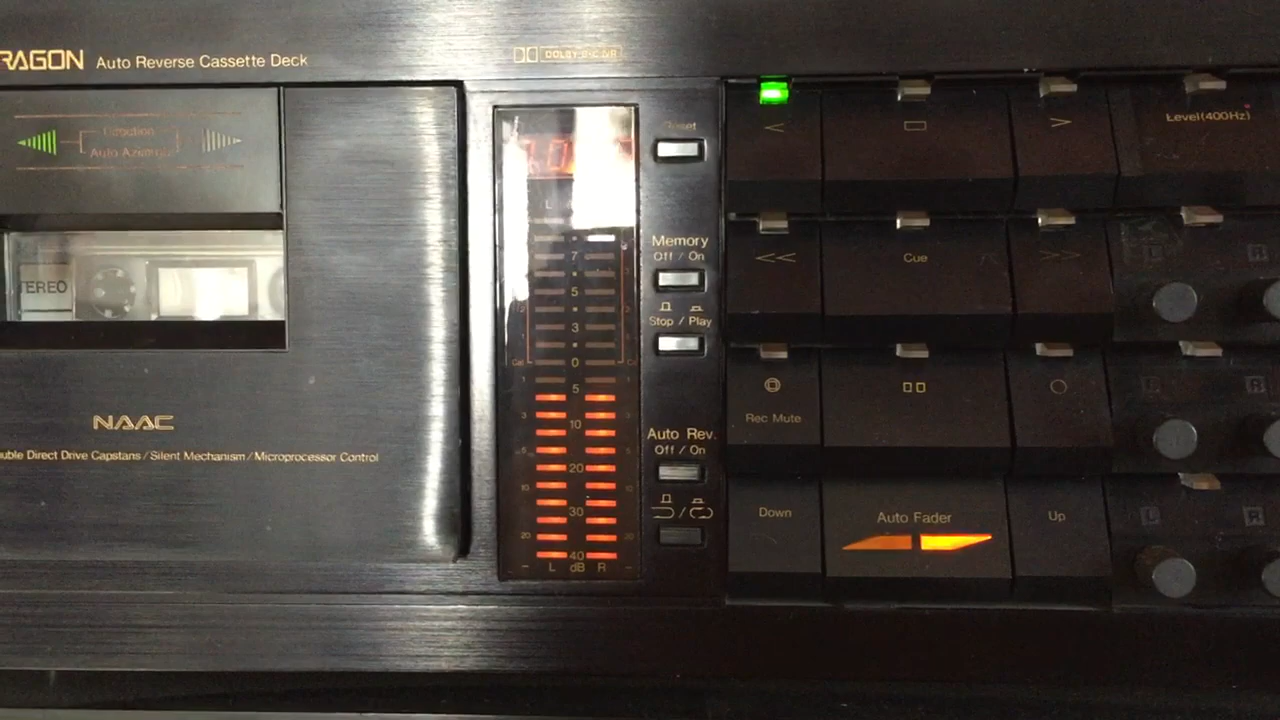 RAGON Auto Reverse Cassette Deck
DOLBY B-C NR
Direction
Auto Azimuth
TEREO
NAAC
uble Direct Drive Capstans/Silent Mechanism/Microprocessor Control
L
7
5
3
0
5
10
20
30
40
- L dB R -
Reset
Memory
Off / On
Stop / Play
Auto Rev.
Off / On
<
>
Level (400Hz)
<<
Cue
>>
R
Rec Mute
R
Down
Auto Fader
Up
L
R